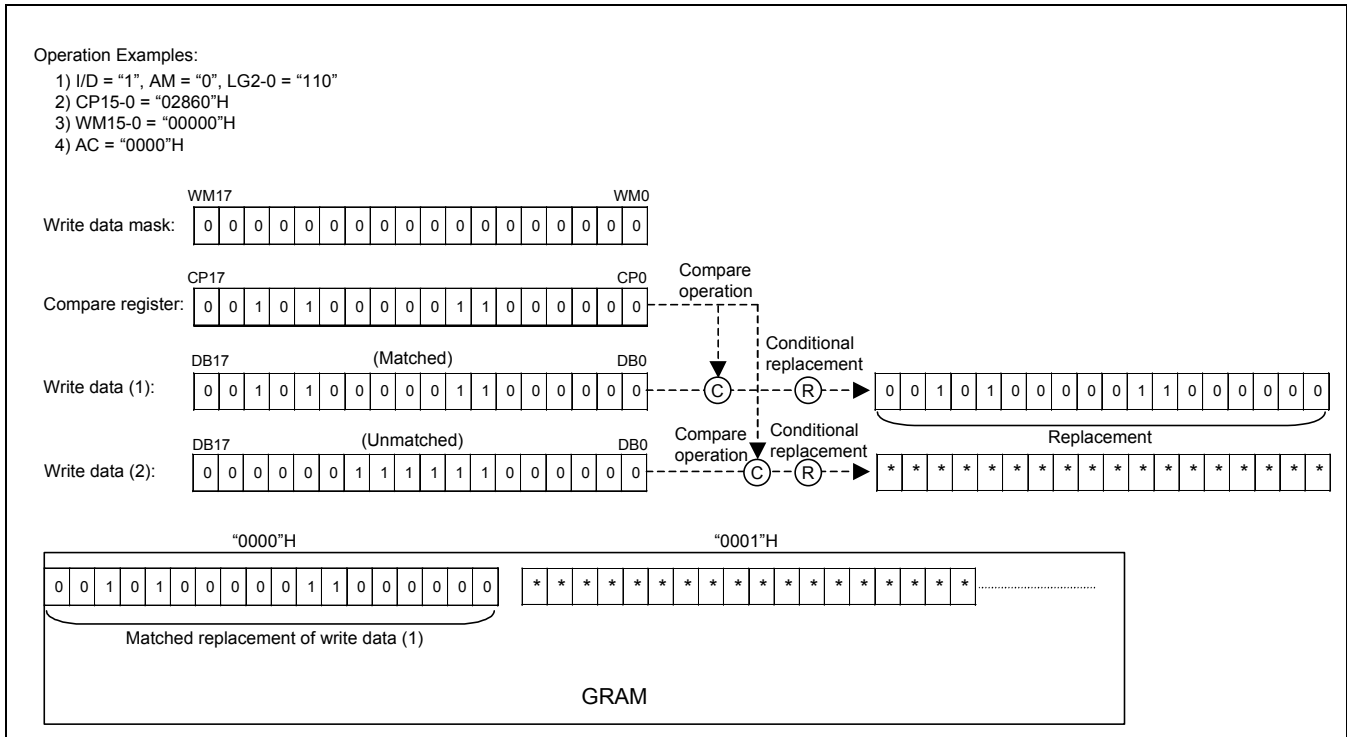 Operation Examples:
1) I/D = “1”, AM = “0”, LG2-0 = “110”
2) CP15-0 = “02860”H
3) WM15-0 = “00000”H
4) AC = “0000”H
WM17 WM0
Write data mask: 0 0 0 0 0 0 0 0 0 0 0 0 0 0 0 0 0 0
CP17 CP0
Compare operation
Compare register: 0 0 1 0 1 0 0 0 0 0 1 1 0 0 0 0 0 0
DB17 (Matched) DB0
Conditional replacement
Write data (1): 0 0 1 0 1 0 0 0 0 0 1 1 0 0 0 0 0 0 C R 0 0 1 0 1 0 0 0 0 0 1 1 0 0 0 0 0 0
Replacement
DB17 (Unmatched) DB0
Compare operation
Conditional replacement
Write data (2): 0 0 0 0 0 0 1 1 1 1 1 1 0 0 0 0 0 0 C R * * * * * * * * * * * * * * * * * *
“0000”H “0001”H
0 0 1 0 1 0 0 0 0 0 1 1 0 0 0 0 0 0 * * * * * * * * * * * * * * * * * *
Matched replacement of write data (1)
GRAM